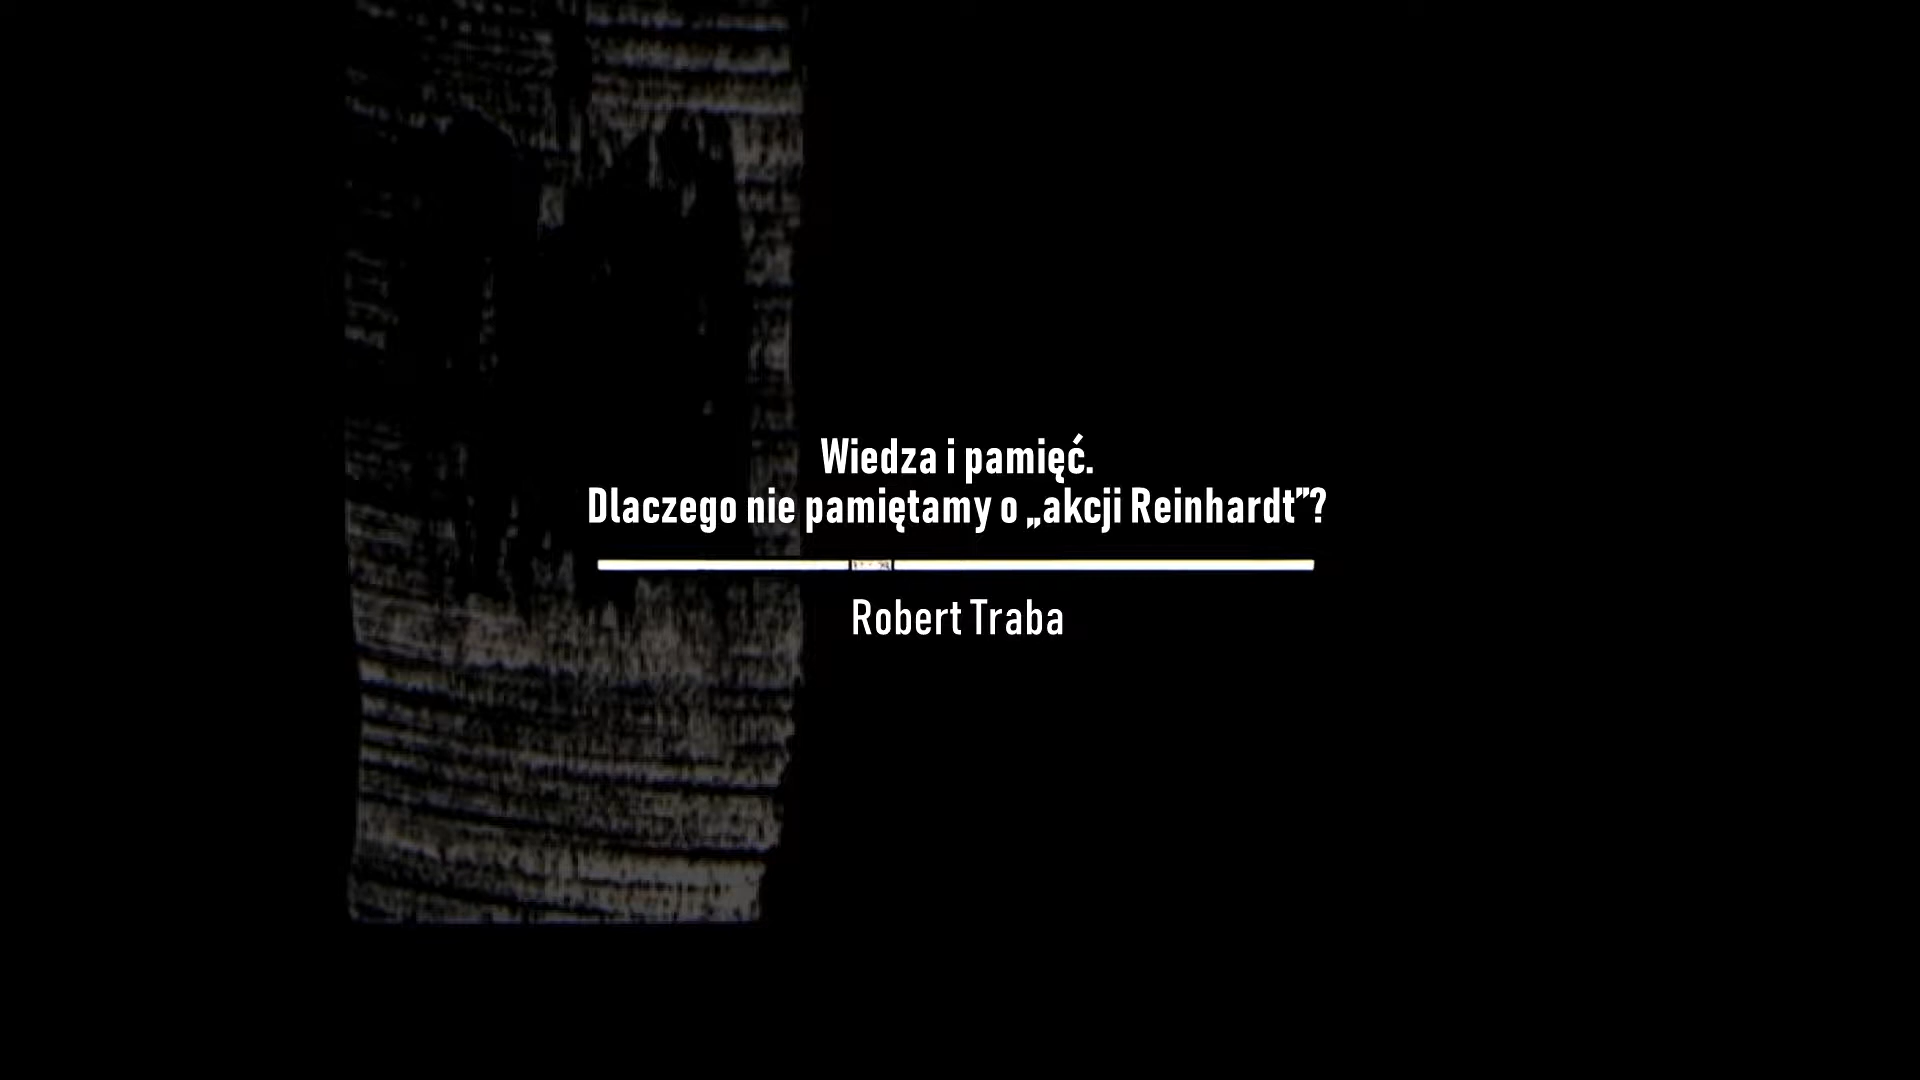 Wiedza i pamięć.
Dlaczego nie pamiętamy o „akcji Reinhardt”?
Robert Traba